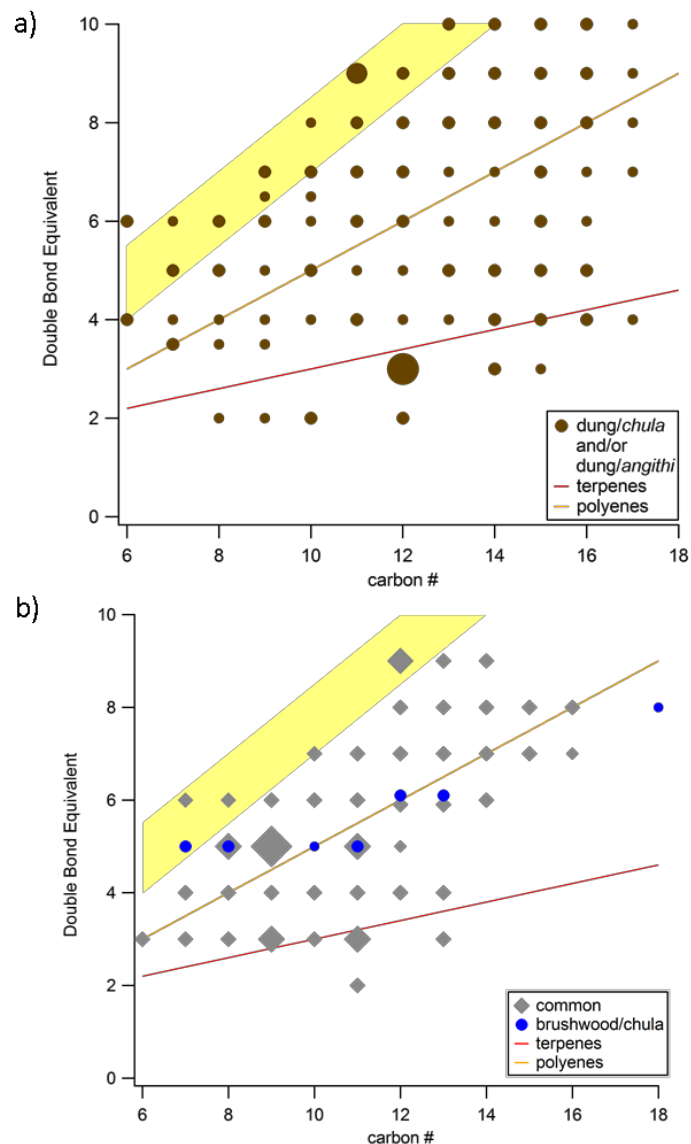 a)
10
8
6
4
2
0
Double Bond Equivalent
6 8 10 12 14 16 18
carbon #
dung/chula
and/or
dung/angithi
terpenes
polyenes
b)
10
8
6
4
2
0
Double Bond Equivalent
6 8 10 12 14 16 18
carbon #
common
brushwood/chula
terpenes
polyenes